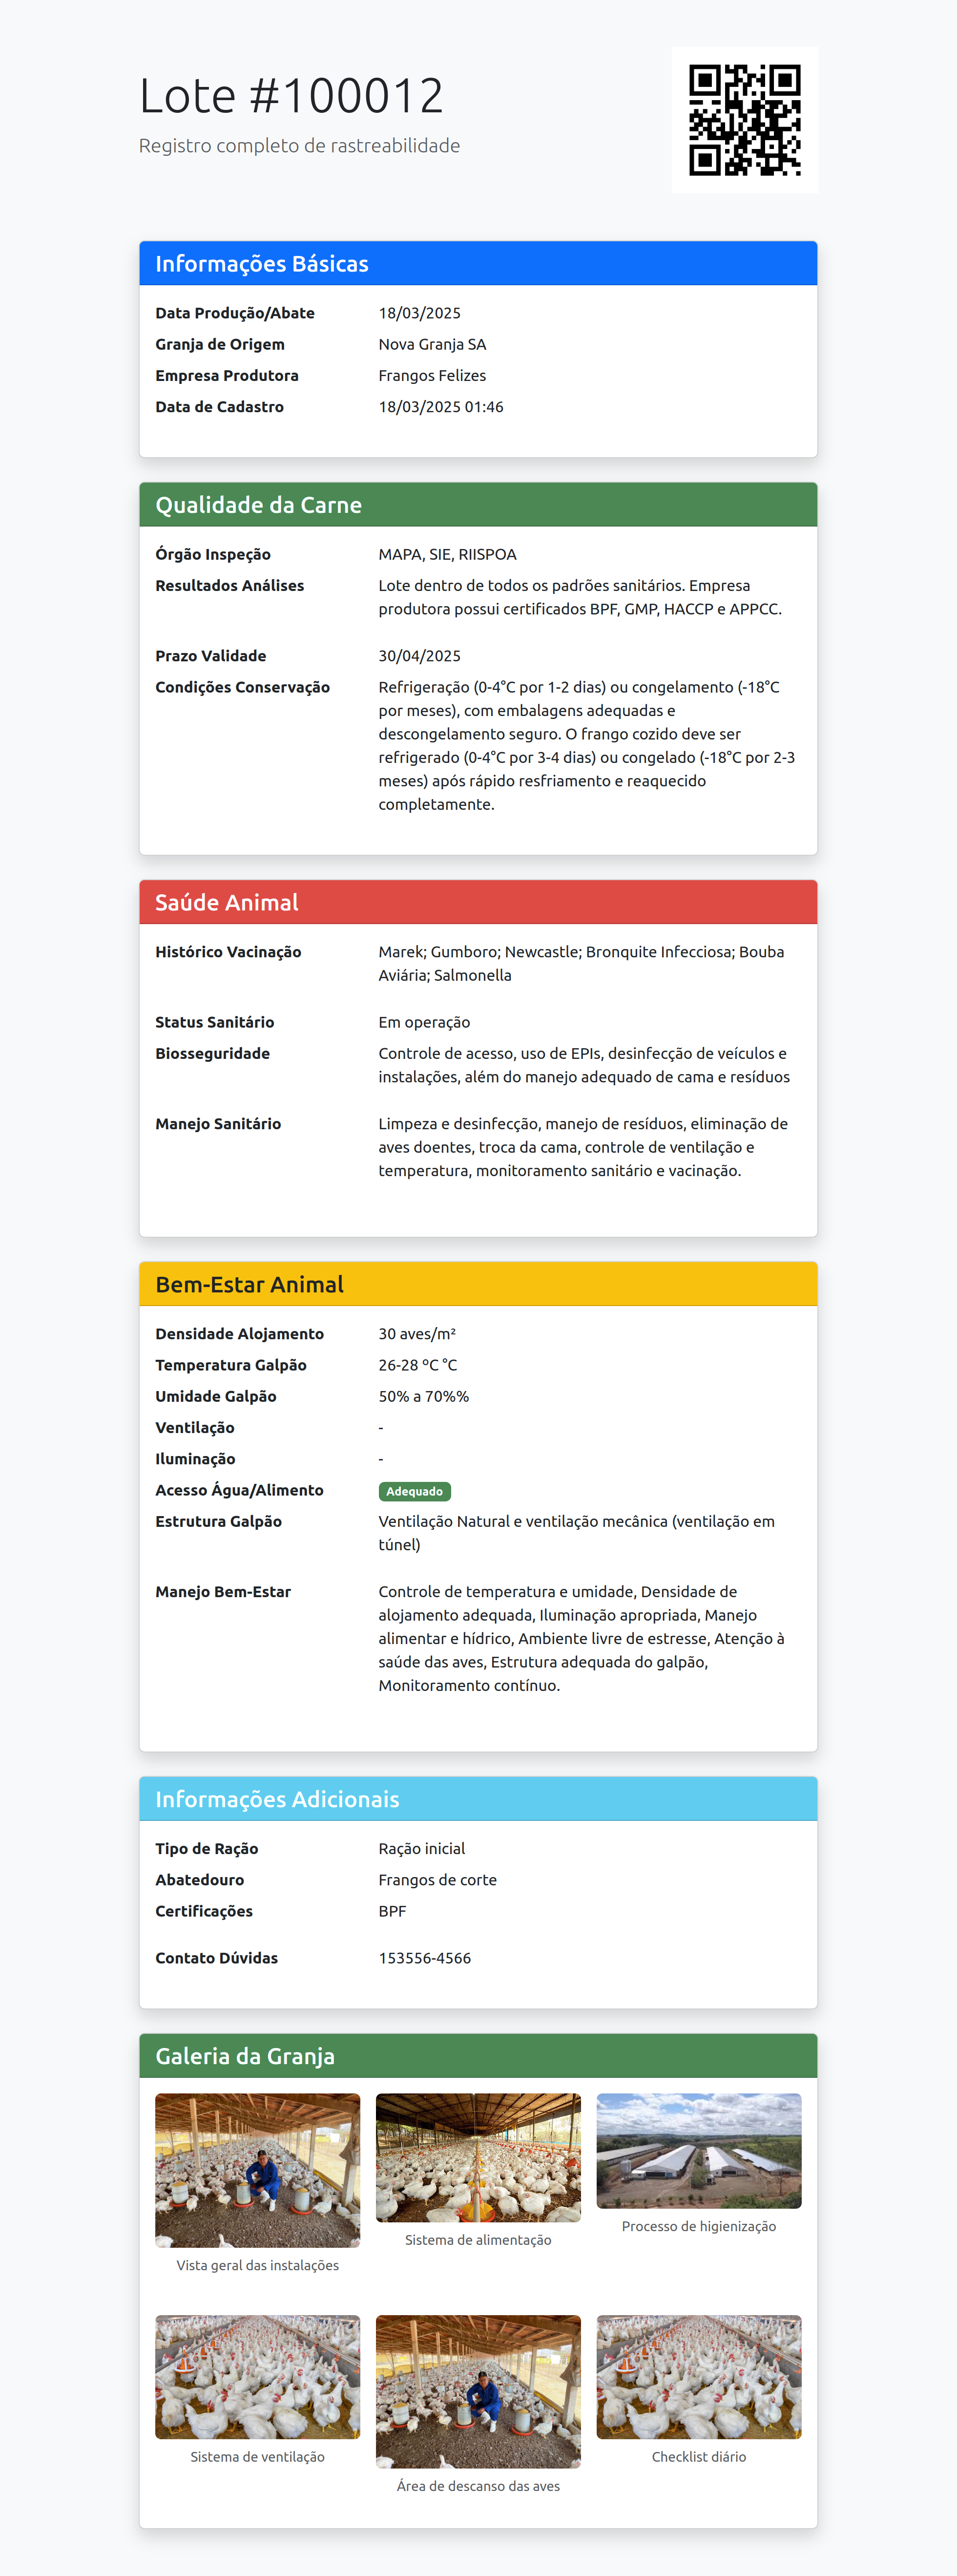 Lote #100012
Registro completo de rastreabilidade
Informações Básicas
Data Produção/Abate 18/03/2025
Granja de Origem Nova Granja SA
Empresa Produtora Frangos Felizes
Data de Cadastro 18/03/2025 01:46
Qualidade da Carne
Órgão Inspeção MAPA, SIE, RIISPOA
Resultados Análises Lote dentro de todos os padrões sanitários. Empresa
produtora possui certificados BPF, GMP, HACCP e APPCC.
Prazo Validade 30/04/2025
Condições Conservação Refrigeração (0-4°C por 1-2 dias) ou congelamento (-18°C
por meses), com embalagens adequadas e
descongelamento seguro. O frango cozido deve ser
refrigerado (0-4°C por 3-4 dias) ou congelado (-18°C por 2-3
meses) após rápido resfriamento e reaquecido
completamente.
Saúde Animal
Histórico Vacinação Marek; Gumboro; Newcastle; Bronquite Infecciosa; Bouba
Aviária; Salmonella
Status Sanitário Em operação
Biosseguridade Controle de acesso, uso de EPIs, desinfecção de veículos e
instalações, além do manejo adequado de cama e resíduos
Manejo Sanitário Limpeza e desinfecção, manejo de resíduos, eliminação de
aves doentes, troca da cama, controle de ventilação e
temperatura, monitoramento sanitário e vacinação.
Bem-Estar Animal
Densidade Alojamento 30 aves/m²
Temperatura Galpão 26-28 ºC °C
Umidade Galpão 50% a 70%%
Ventilação -
Iluminação -
Acesso Água/Alimento Adequado
Estrutura Galpão Ventilação Natural e ventilação mecânica (ventilação em
túnel)
Manejo Bem-Estar Controle de temperatura e umidade, Densidade de
alojamento adequada, Iluminação apropriada, Manejo
alimentar e hídrico, Ambiente livre de estresse, Atenção à
saúde das aves, Estrutura adequada do galpão,
Monitoramento contínuo.
Informações Adicionais
Tipo de Ração Ração inicial
Abatedouro Frangos de corte
Certificações BPF
Contato Dúvidas 153556-4566
Galeria da Granja
Vista geral das instalações
Sistema de alimentação
Processo de higienização
Sistema de ventilação
Área de descanso das aves
Checklist diário